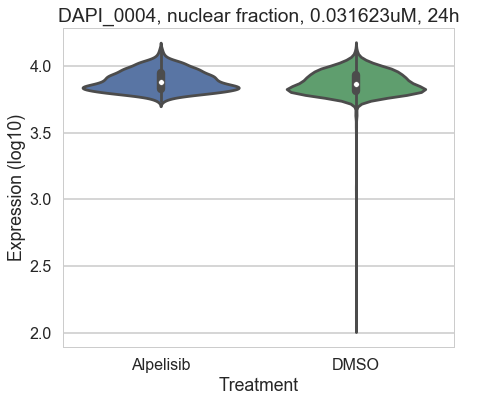 DAPI_0004, nuclear fraction, 0.031623uM, 24h
4.0
3.5
3.0
2.5
2.0
Expression (log10)
Alpelisib
DMSO
Treatment